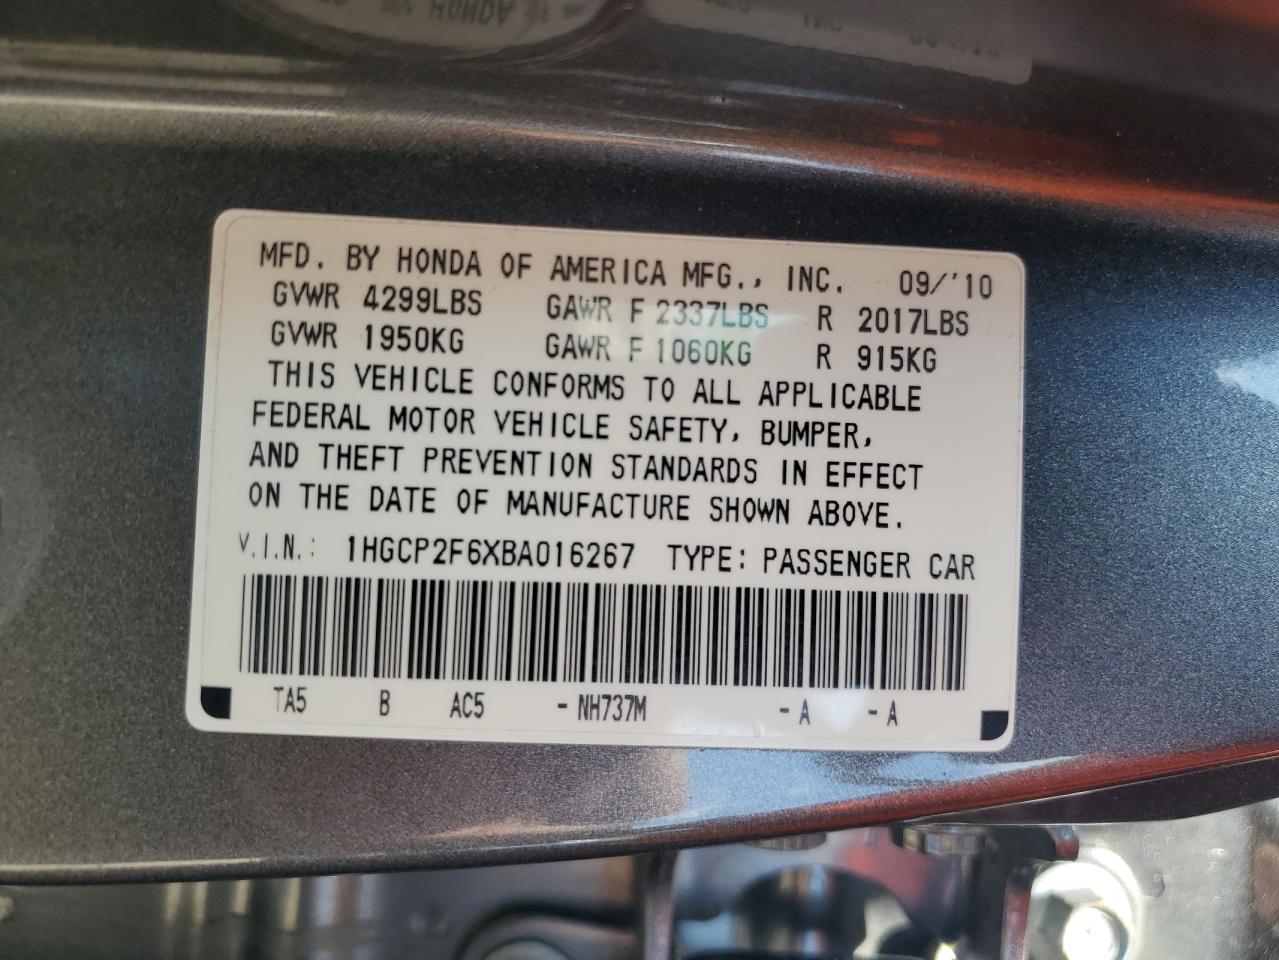 MFD. BY HONDA OF AMERICA MFG., INC. 09/'10
GVWR 4299LBS GAWR F 2337LBS R 2017LBS
GVWR 1950KG GAWR F 1060KG R 915KG
THIS VEHICLE CONFORMS TO ALL APPLICABLE
FEDERAL MOTOR VEHICLE SAFETY, BUMPER,
AND THEFT PREVENTION STANDARDS IN EFFECT
ON THE DATE OF MANUFACTURE SHOWN ABOVE.
V.I.N.: 1HGCP2F6XBA016267 TYPE: PASSENGER CAR
TA5 B AC5 -NH737M -A -A